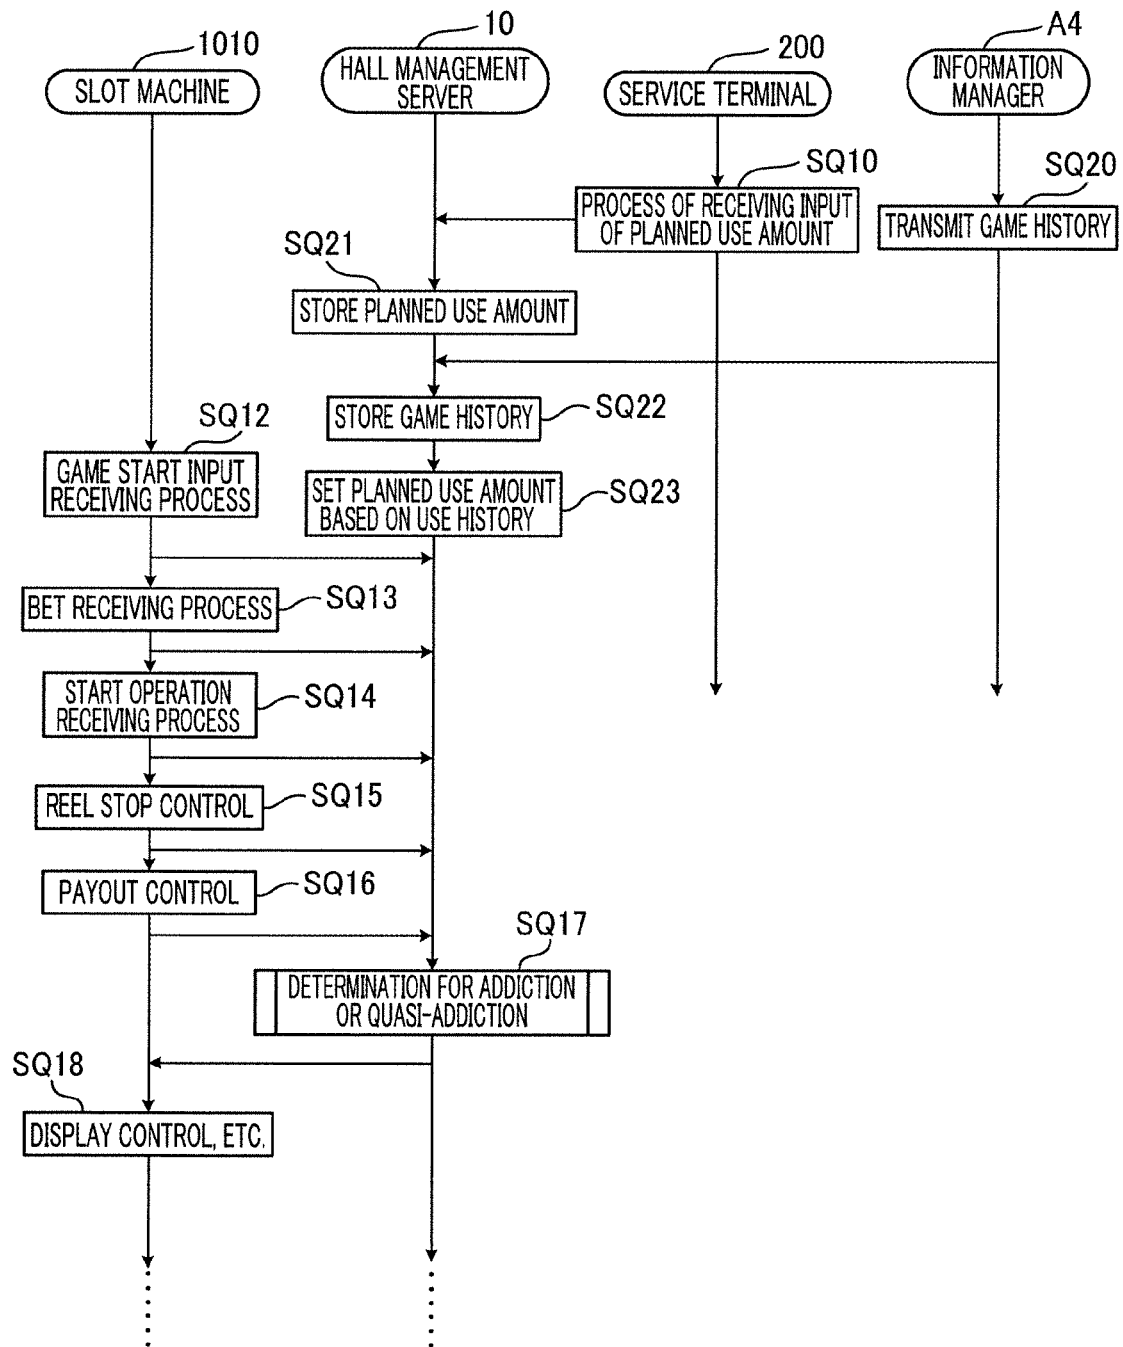 1010
SLOT MACHINE
10
HALL MANAGEMENT
SERVER
200
SERVICE TERMINAL
A4
INFORMATION
MANAGER
SQ10
PROCESS OF RECEIVING INPUT
OF PLANNED USE AMOUNT
SQ20
TRANSMIT GAME HISTORY
SQ21
STORE PLANNED USE AMOUNT
STORE GAME HISTORY
SQ22
SQ12
GAME START INPUT
RECEIVING PROCESS
SET PLANNED USE AMOUNT
BASED ON USE HISTORY
SQ23
BET RECEIVING PROCESS
SQ13
START OPERATION
RECEIVING PROCESS
SQ14
REEL STOP CONTROL
SQ15
PAYOUT CONTROL
SQ16
SQ17
DETERMINATION FOR ADDICTION
OR QUASI-ADDICTION
SQ18
DISPLAY CONTROL, ETC.